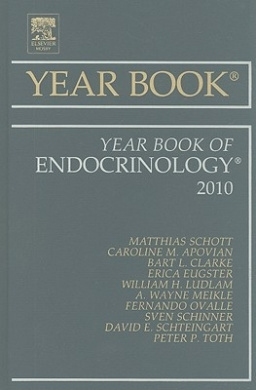 ELSEVIER
MOSBY
YEAR BOOK®
YEAR BOOK OF
ENDOCRINOLOGY®
2010
MATTHIAS SCHOTT
CAROLINE M. APOVIAN
BART L. CLARKE
ERICA EUGSTER
WILLIAM H. LUDLAM
A. WAYNE MEIKLE
FERNANDO OVALLE
SVEN SCHINNER
DAVID E. SCHTEINGART
PETER P. TOTH